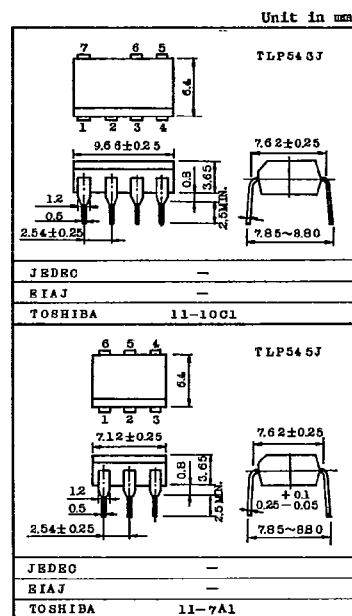 Unit in mm
TLP543J
7 6 5
6.4
1 2 3 4
9.66±0.25
7.62±0.25
1.2
0.5
0.8
3.65
2.5MIN.
2.54±0.25
7.85~8.80
JEDEC —
EIAJ —
TOSHIBA 11-10C1
TLP545J
6 5 4
6.4
1 2 3
7.12±0.25
7.62±0.25
1.2
0.5
0.8
3.65
2.5MIN.
2.54±0.25
+0.1
0.25-0.05
7.85~8.80
JEDEC —
EIAJ —
TOSHIBA 11-7A1